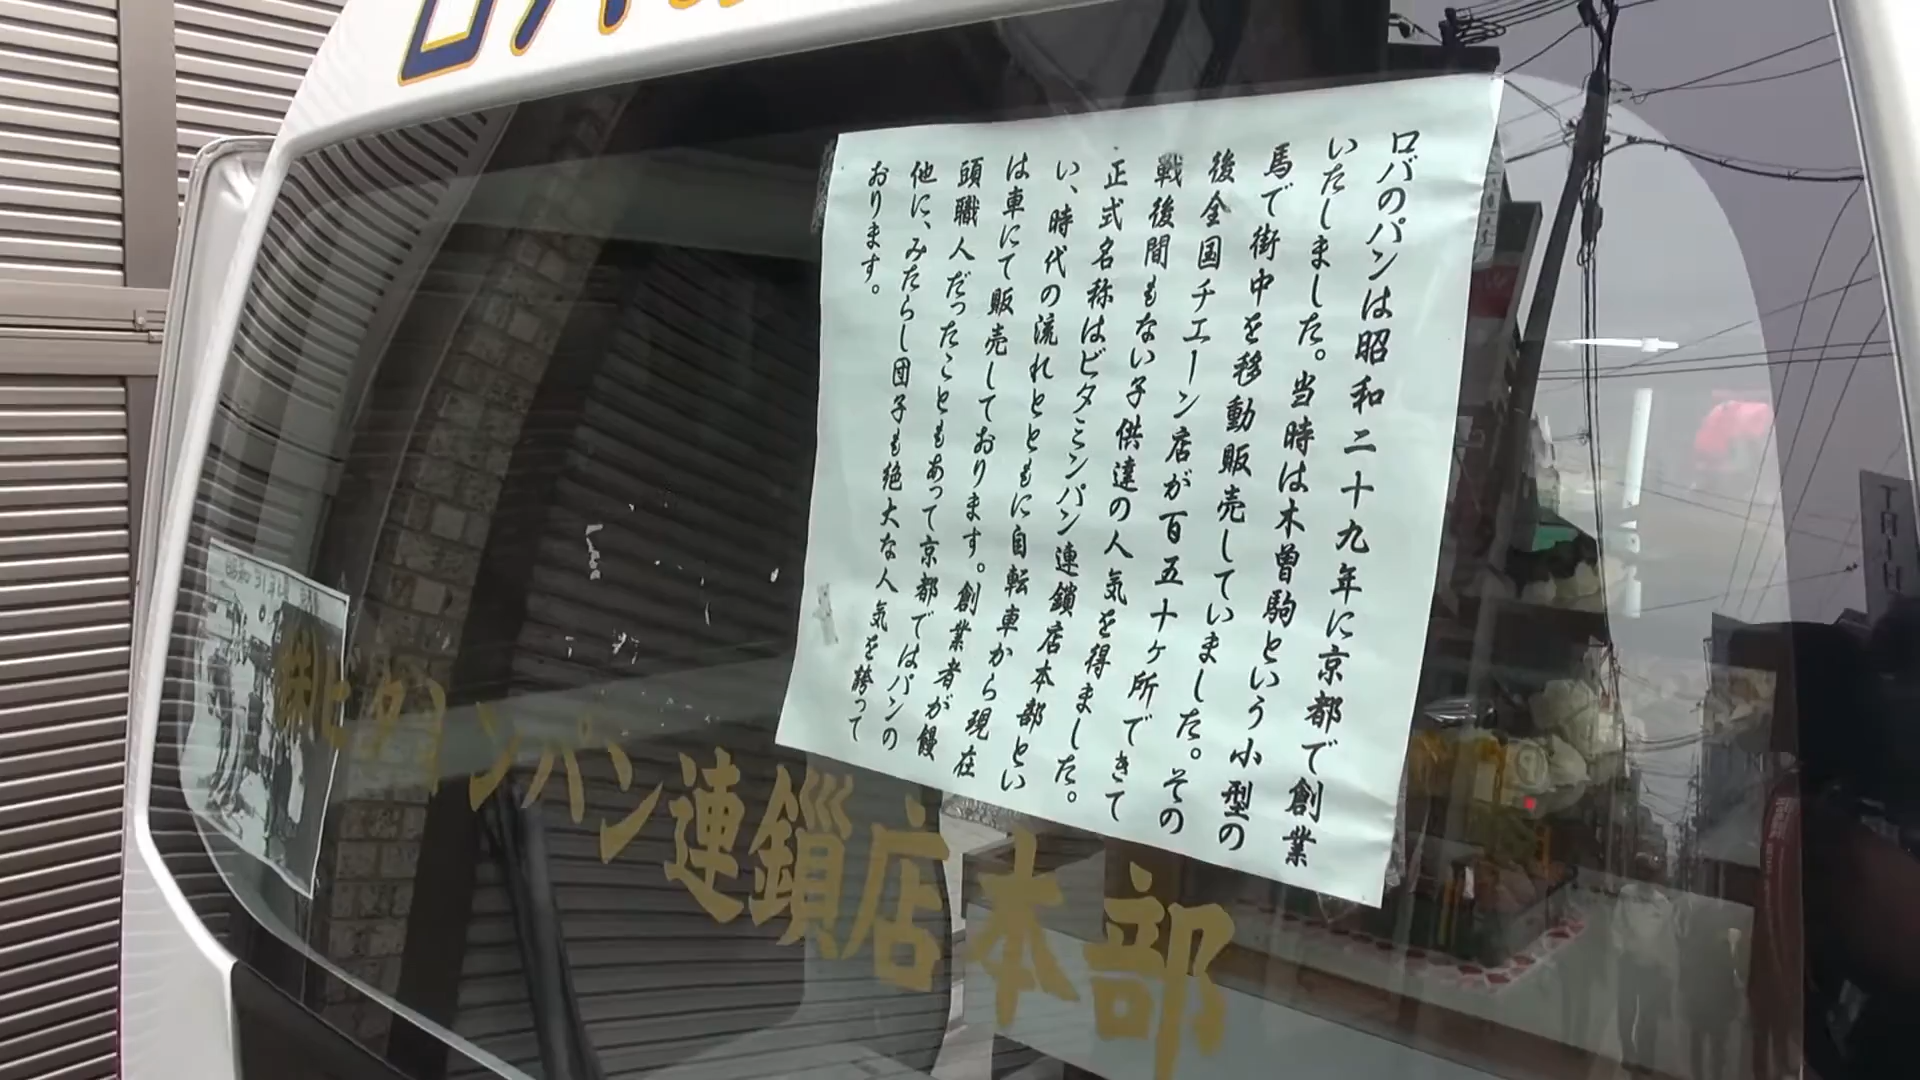 ロバの
ロバのパンは昭和二十九年に京都で創業
いたしました。当時は木曽駒という小型の
馬で街中を移動販売していました。その
後全国チエーン店が百五十ヶ所できて
戦後間もない子供達の人気を得ました。
正式名称はビタミンパン連鎖店本部とい
い、時代の流れとともに自転車から現在
は車にて販売しております。創業者が饅
頭職人だったこともあって京都ではパンの
他に、みたらし団子も絶大な人気を誇って
おります。
㈱ビタミンパン連鎖店本部